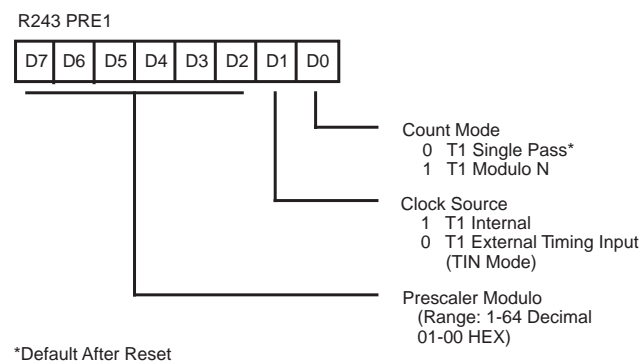 R243 PRE1
D7 D6 D5 D4 D3 D2 D1 D0
Count Mode
0 T1 Single Pass*
1 T1 Modulo N
Clock Source
1 T1 Internal
0 T1 External Timing Input
(TIN Mode)
Prescaler Modulo
(Range: 1-64 Decimal
01-00 HEX)
*Default After Reset